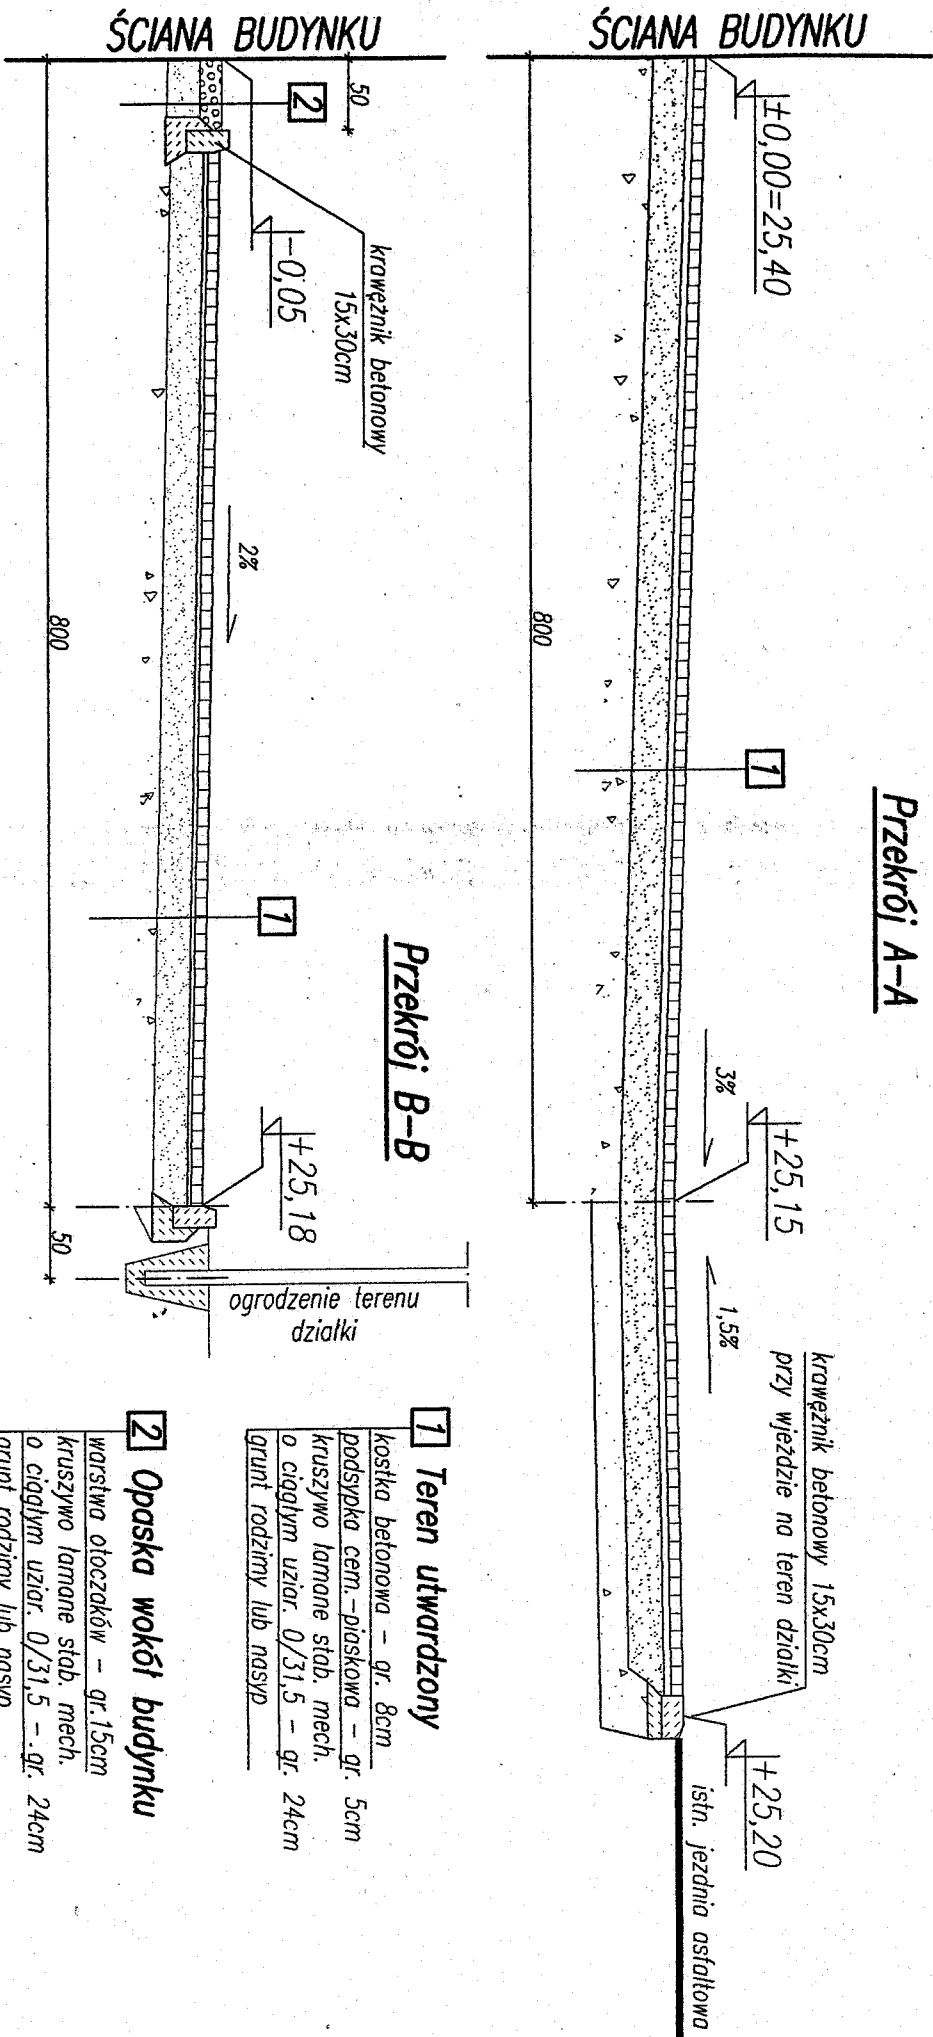 ŚCIANA BUDYNKU
±0,00=25,40
Przekrój A-A
1
800
3%
+25,15
1,5%
krawężnik betonowy 15x30cm
przy wjeździe na teren działki
+25,20
istn. jezdnia asfaltowa
ŚCIANA BUDYNKU
50
2
-0,05
krawężnik betonowy
15x30cm
2%
800
1
Przekrój B-B
+25,18
50
ogrodzenie terenu
działki
1 Teren utwardzony
kostka betonowa - gr. 8cm
podsypka cem.-piaskowa - gr. 5cm
kruszywo łamane stab. mech.
o ciągłym uziar. 0/31,5 - gr. 24cm
grunt rodzimy lub nasyp
2 Opaska wokół budynku
warstwa otoczaków - gr.15cm
kruszywo łamane stab. mech.
o ciągłym uziar. 0/31,5 - gr. 24cm
grunt rodzimy lub nasyp